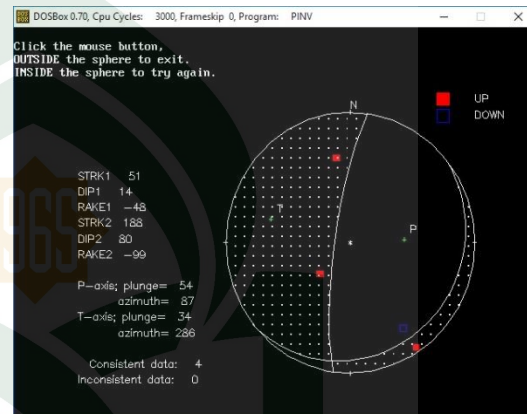 DOSBox 0.70, Cpu Cycles: 3000, Frameskip 0, Program: PINV
Click the mouse button,
OUTSIDE the sphere to exit.
INSIDE the sphere to try again.
N
UP
DOWN
STRK1 51
DIP1 14
RAKE1 -48
STRK2 188
DIP2 80
RAKE2 -99
T
P
P-axis; plunge= 54
azimuth= 87
T-axis; plunge= 34
azimuth= 286
Consistent data: 4
Inconsistent data: 0